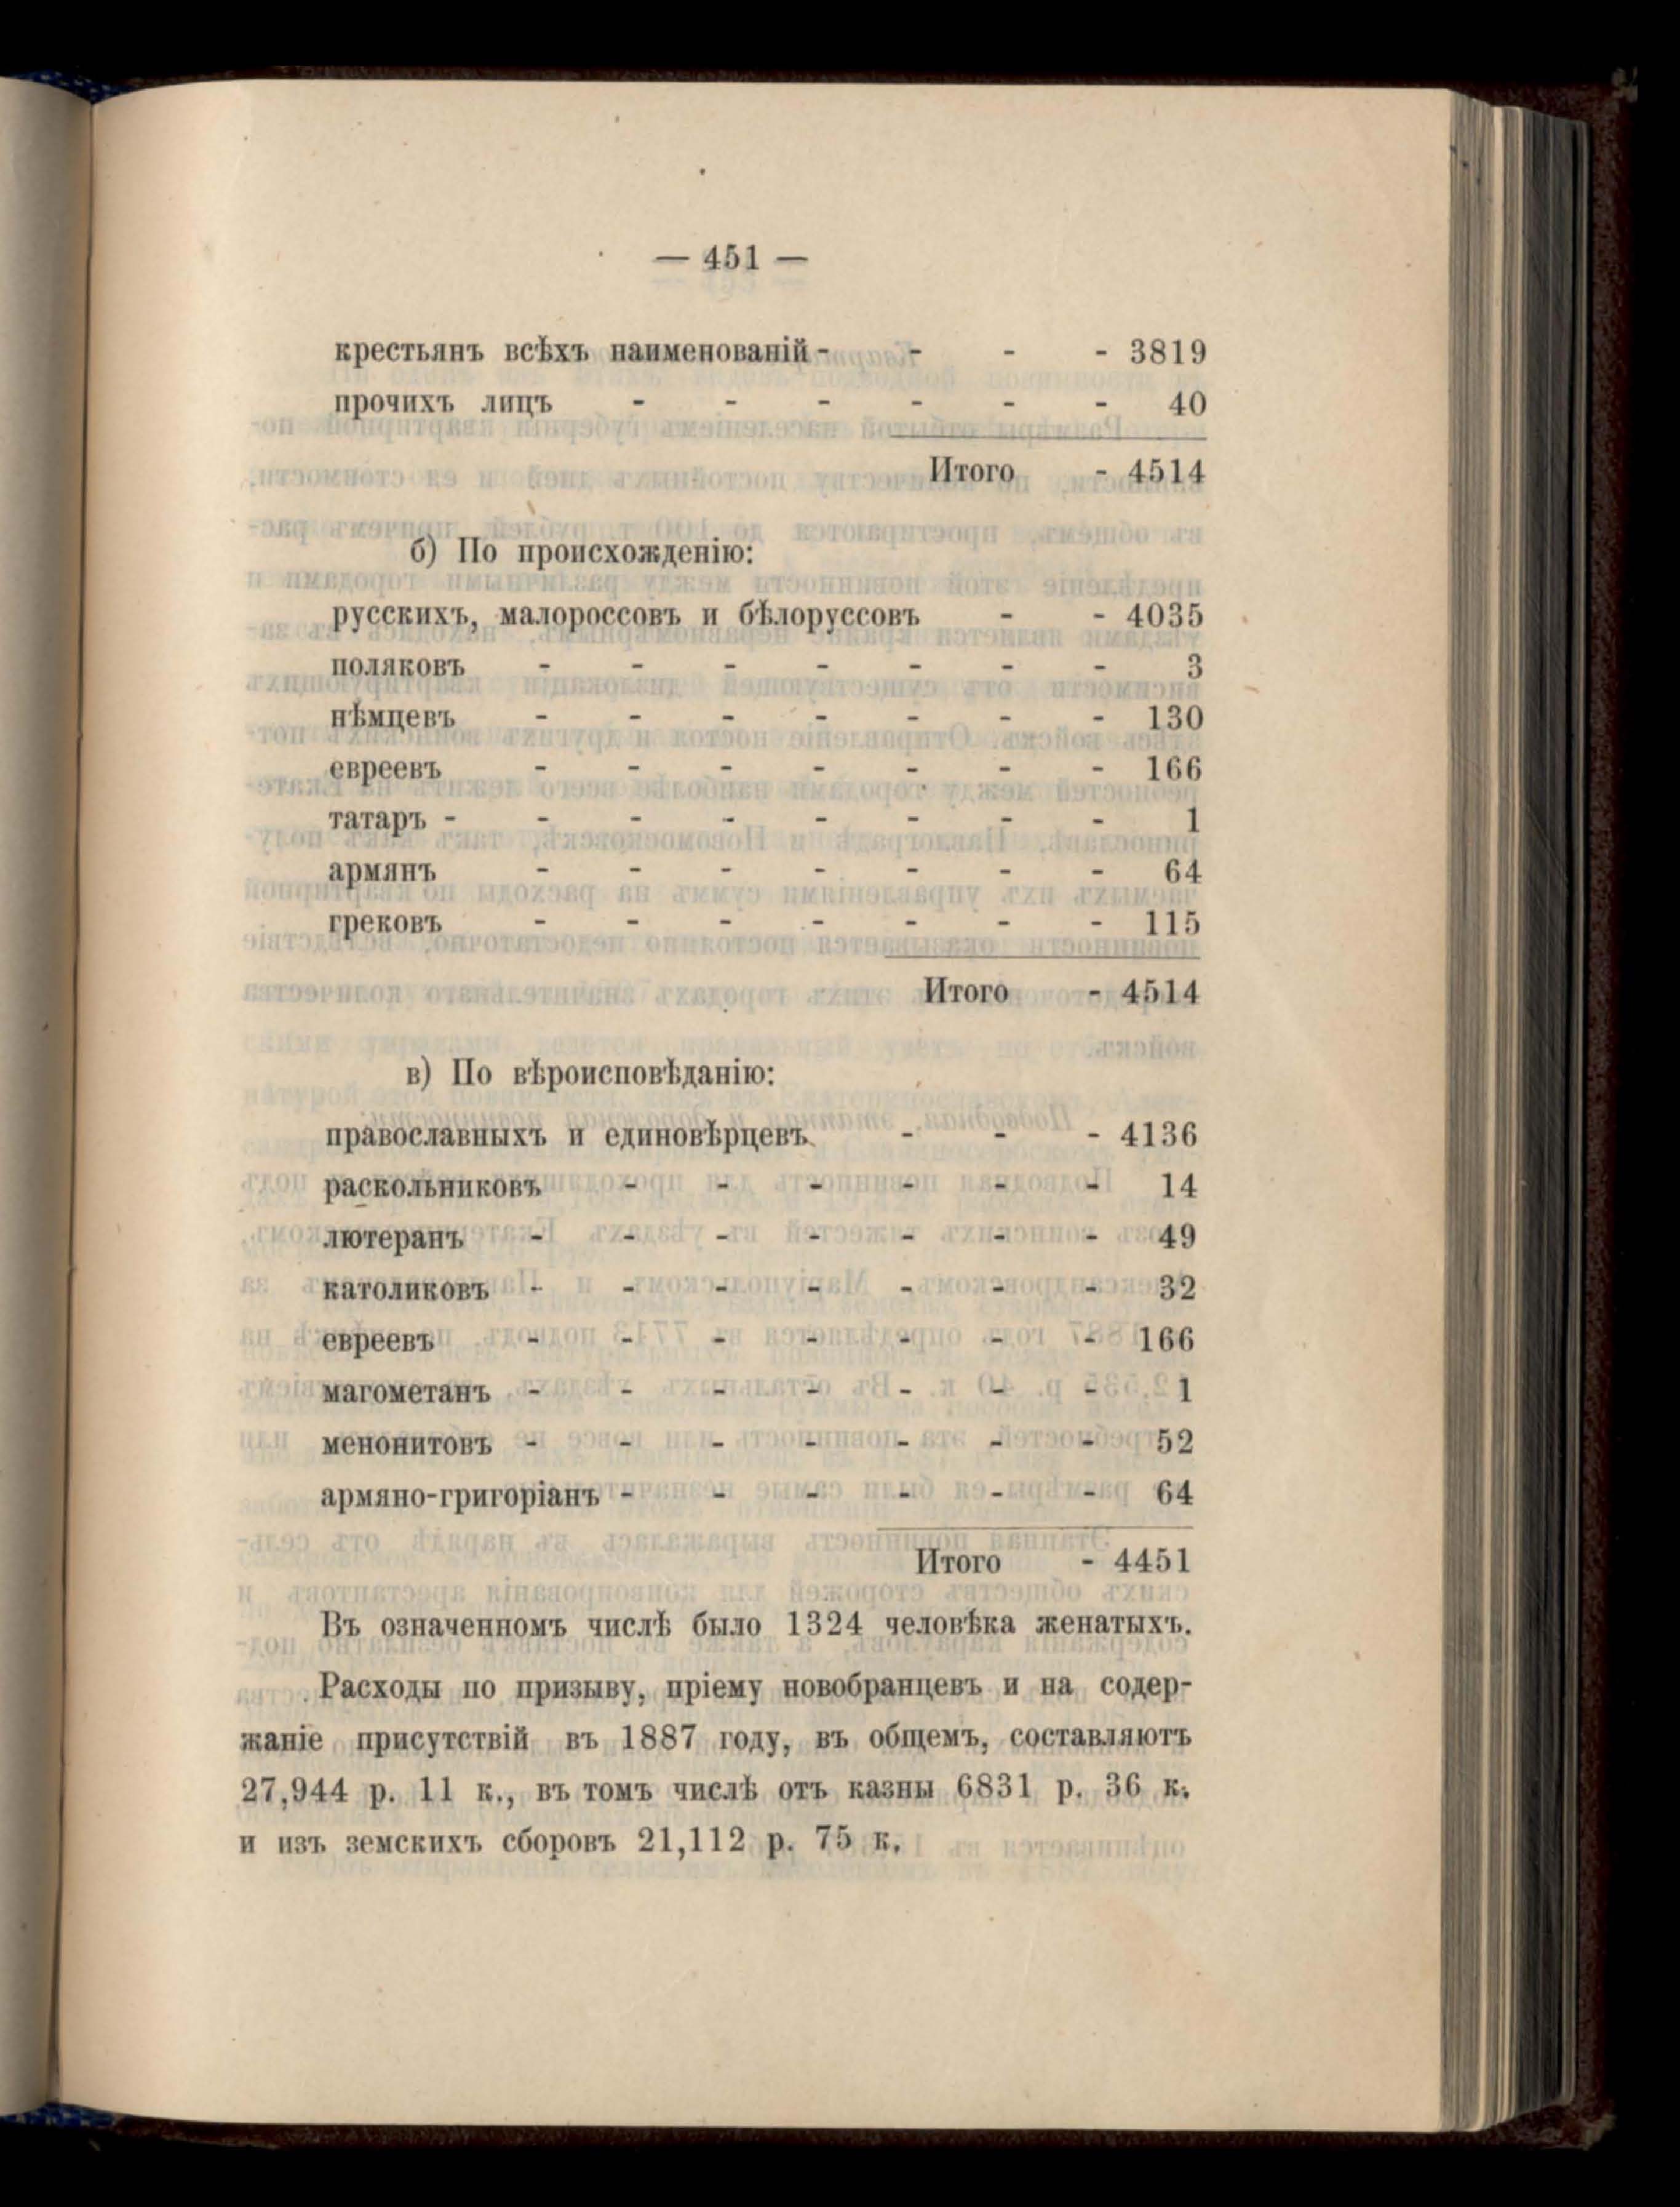 — 451 —
крестьянъ всѣхъ наименованій - - - - 3819
прочихъ лицъ - - - - - - 40
Итого - 4514
б) По происхожденію:
русскихъ, малороссовъ и бѣлоруссовъ - - 4035
поляковъ - - - - - - - 3
нѣмцевъ - - - - - - - 130
евреевъ - - - - - - - 166
татаръ - - - - - - - - 1
армянъ - - - - - - - 64
грековъ - - - - - - - 115
Итого - 4514
в) По вѣроисповѣданію:
православныхъ и единовѣрцевъ - - - 4136
раскольниковъ - - - - - - 14
лютеранъ - - - - - - - 49
католиковъ - - - - - - - 32
евреевъ - - - - - - - 166
магометанъ - - - - - - - 1
менонитовъ - - - - - - - 52
армяно-григоріанъ - - - - - - 64
Итого - 4451
Въ означенномъ числѣ было 1324 человѣка женатыхъ.
Расходы по призыву, пріему новобранцевъ и на содер-
жаніе присутствій въ 1887 году, въ общемъ, составляютъ
27,944 р. 11 к., въ томъ числѣ отъ казны 6831 р. 36 к.
и изъ земскихъ сборовъ 21,112 р. 75 к.